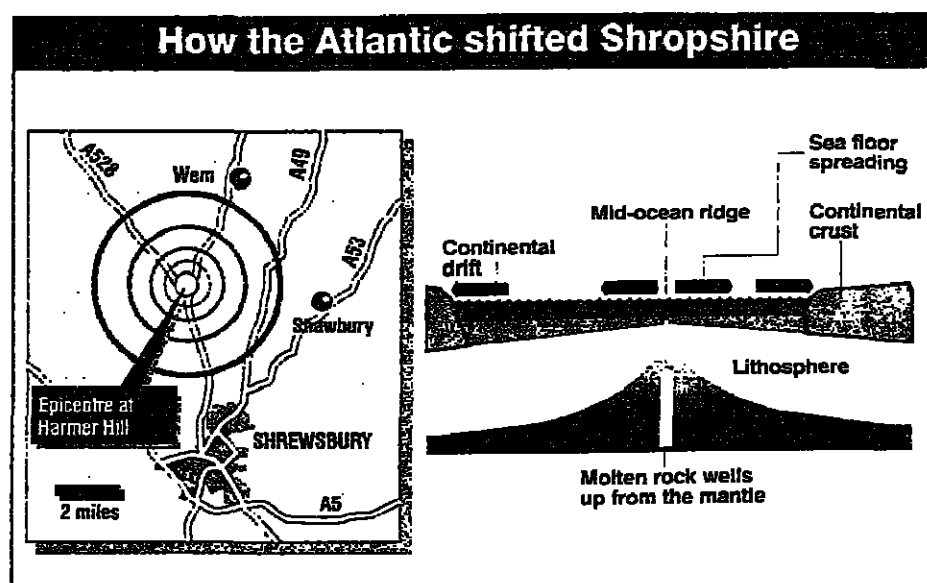 How the Atlantic shifted Shropshire
A528
Wem
A49
A53
Shawbury
Epicentre at
Harmer Hill
SHREWSBURY
2 miles
A5
Sea floor
spreading
Mid-ocean ridge
Continental
crust
Continental
drift
Lithosphere
Molten rock wells
up from the mantle